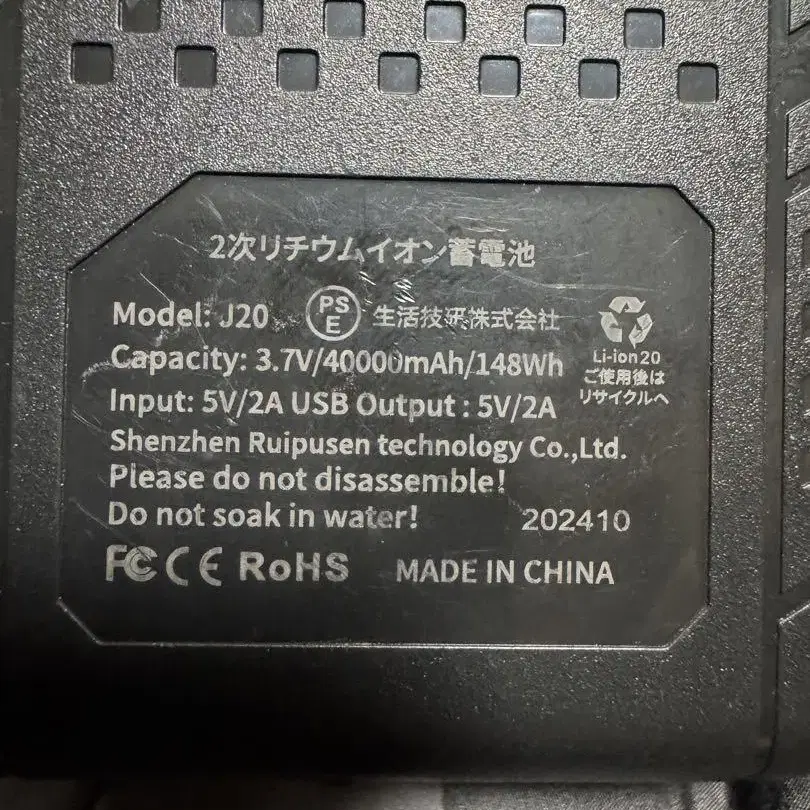 2次リチウムイオン蓄電池
Model: J20 PSE 生活技研株式会社
Capacity: 3.7V/40000mAh/148Wh
Li-ion20
ご使用後は
リサイクルへ
Input: 5V/2A USB Output : 5V/2A
Shenzhen Ruipusen technology Co.,Ltd.
Please do not disassemble!
Do not soak in water! 202410
FC CE RoHS MADE IN CHINA